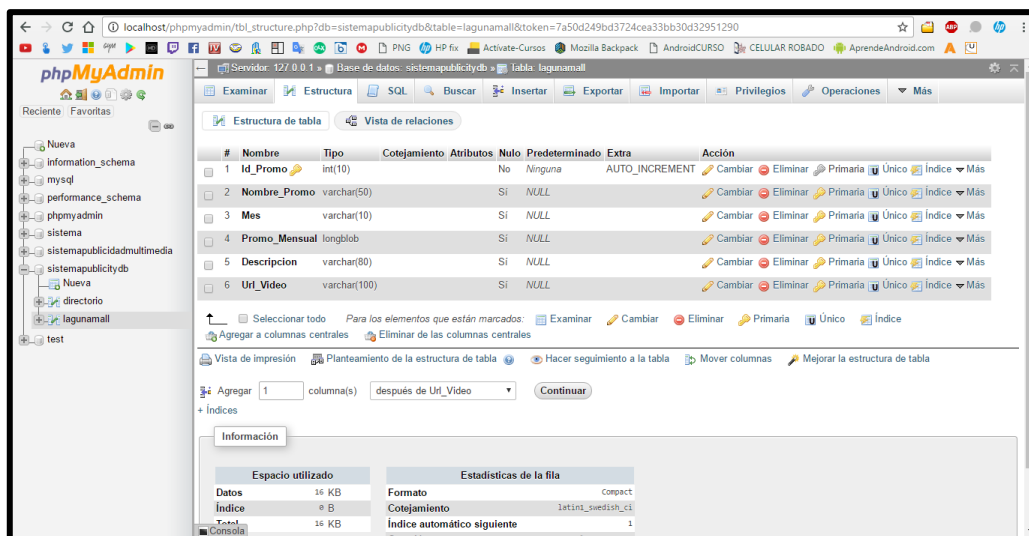 localhost/phpmyadmin/tbl_structure.php?db=sistemapublicitydb&table=lagunamall&token=7a50d249bd3724cea33bb30d32951290
PNG HP fix Activate-Cursos Mozilla Backpack AndroidCURSO CELULAR ROBADO AprendeAndroid.com
phpMyAdmin
Reciente Favoritas
Nueva
information_schema
mysql
performance_schema
phpmyadmin
sistema
sistemapublicidadmultimedia
sistemapublicitydb
Nueva
directorio
lagunamall
test
Servidor: 127.0.0.1 » Base de datos: sistemapublicitydb » Tabla: lagunamall
Examinar Estructura SQL Buscar Insertar Exportar Importar Privilegios Operaciones Más
Estructura de tabla Vista de relaciones
# Nombre Tipo Cotejamiento Atributos Nulo Predeterminado Extra Acción
1 Id_Promo int(10) No Ninguna AUTO_INCREMENT Cambiar Eliminar Primaria Único Índice Más
2 Nombre_Promo varchar(50) Sí NULL Cambiar Eliminar Primaria Único Índice Más
3 Mes varchar(10) Sí NULL Cambiar Eliminar Primaria Único Índice Más
4 Promo_Mensual longblob Sí NULL Cambiar Eliminar Primaria Único Índice Más
5 Descripcion varchar(80) Sí NULL Cambiar Eliminar Primaria Único Índice Más
6 Url_Video varchar(100) Sí NULL Cambiar Eliminar Primaria Único Índice Más
Seleccionar todo Para los elementos que están marcados: Examinar Cambiar Eliminar Primaria Único Índice
Agregar a columnas centrales Eliminar de las columnas centrales
Vista de impresión Planteamiento de la estructura de tabla Hacer seguimiento a la tabla Mover columnas Mejorar la estructura de tabla
Agregar 1 columna(s) después de Url_Video Continuar
+ Índices
Información
Espacio utilizado
Datos 16 KB
Índice 0 B
Total 16 KB
Estadísticas de la fila
Formato Compact
Cotejamiento latin1_swedish_ci
Índice automático siguiente 1
Consola